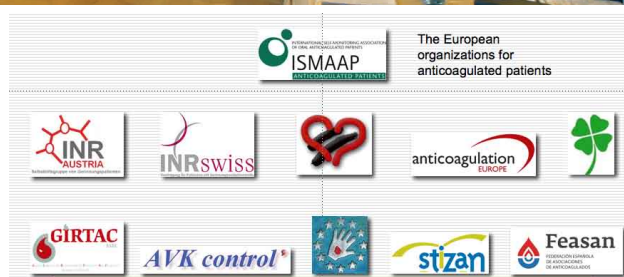 INTERNATIONAL SELF-MONITORING ASSOCIATION
OF ORAL ANTICOAGULATED PATIENTS
ISMAAP
ANTICOAGULATED PATIENTS
The European
organizations for
anticoagulated patients
INR
AUSTRIA
INRswiss
anticoagulation
EUROPE
GIRTAC
AVK control
stizan
Feasan
FEDERACIÓN ESPAÑOLA
DE ASOCIACIONES
DE ANTICOAGULADOS